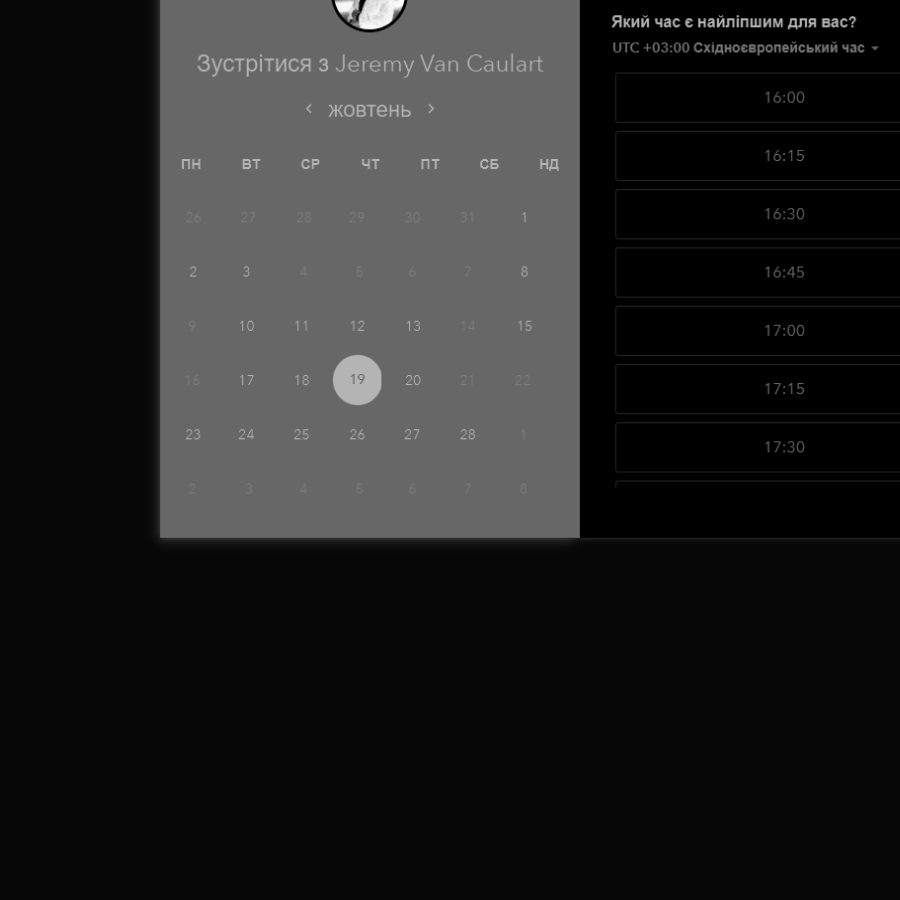 Зустрітися з Jeremy Van Caulart
жовтень
ПН ВТ СР ЧТ ПТ СБ НД
26 27 28 29 30 31 1
2 3 4 5 6 7 8
9 10 11 12 13 14 15
16 17 18 19 20 21 22
23 24 25 26 27 28 1
2 3 4 5 6 7 8
Який час є найліпшим для вас?
UTC +03:00 Східноєвропейський час
16:00
16:15
16:30
16:45
17:00
17:15
17:30